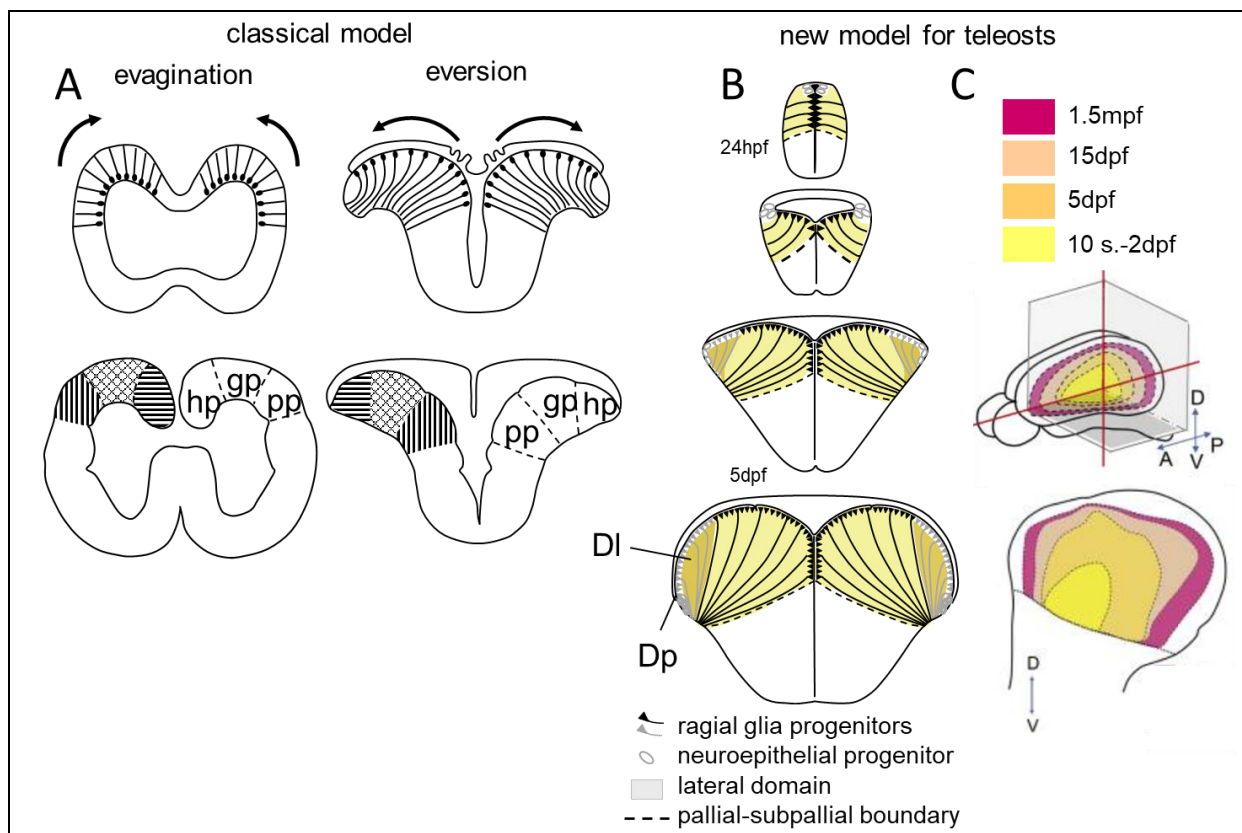 classical model
new model for teleosts
A
evagination
eversion
B
C
24hpf
1.5mpf
15dpf
5dpf
10 s.-2dpf
hp gp pp
pp gp hp
D
P
A
V
5dpf
Dl
Dp
D
V
ragial glia progenitors
neuroepithelial progenitor
lateral domain
pallial-subpallial boundary